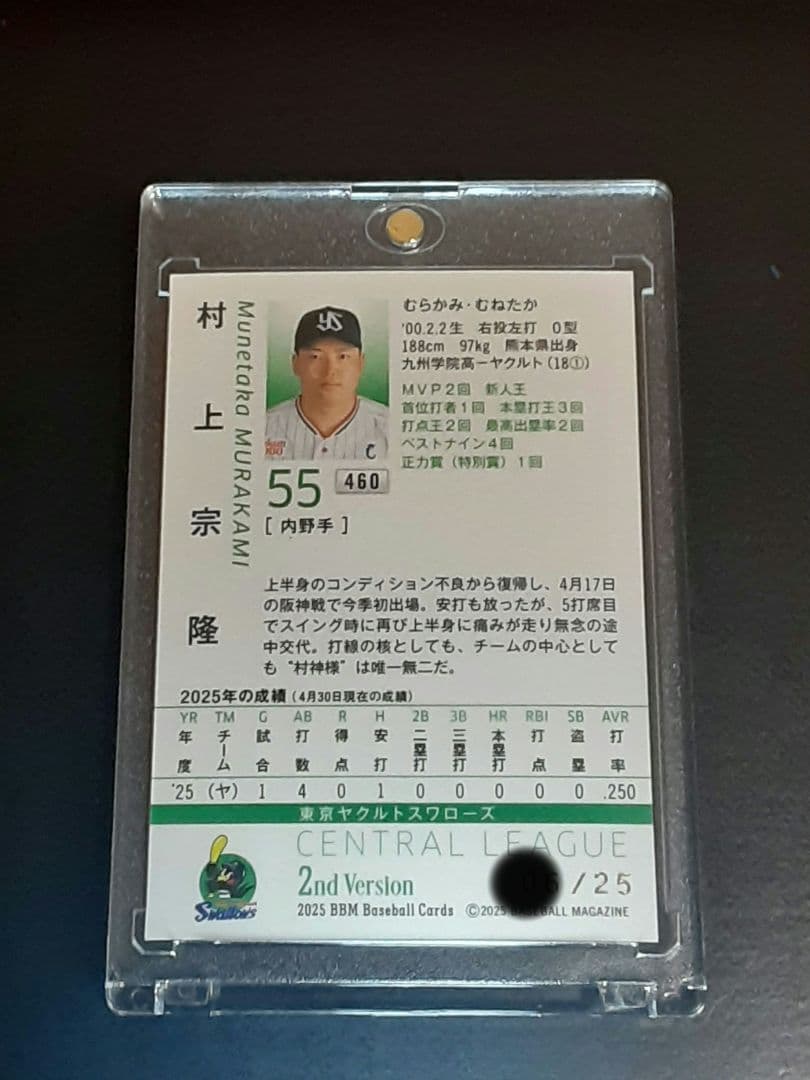 村上宗隆
Munetaka MURAKAMI
むらかみ・むねたか
'00.2.2生 右投左打 O型
188cm 97kg 熊本県出身
九州学院高ーヤクルト(18①)
MVP2回 新人王
首位打者1回 本塁打王3回
打点王2回 最高出塁率2回
ベストナイン4回
正力賞(特別賞)1回
YS
C
55
460
[内野手]
上半身のコンディション不良から復帰し、4月17日
の阪神戦で今季初出場。安打も放ったが、5打席目
でスイング時に再び上半身に痛みが走り無念の途
中交代。打線の核としても、チームの中心として
も“村神様”は唯一無二だ。
2025年の成績(4月30日現在の成績)
YR TM G AB R H 2B 3B HR RBI SB AVR
年度 チーム 試合 打数 得点 安打 二塁打 三塁打 本塁打 打点 盗塁 打率
'25 (ヤ) 1 4 0 1 0 0 0 0 0 .250
東京ヤクルトスワローズ
CENTRAL LEAGUE
Swallows
2nd Version
/25
2025 BBM Baseball Cards ©2025 BASEBALL MAGAZINE